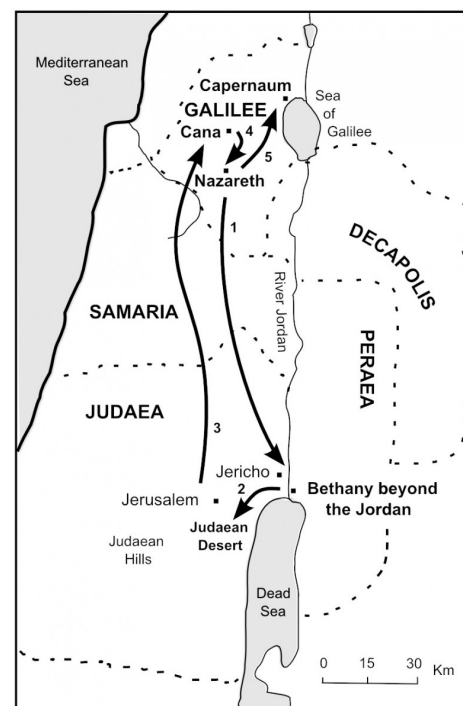 Mediterranean
Sea
Capernaum
GALILEE
Cana
4
5
Nazareth
Sea
of
Galilee
1
DECAPOLIS
River Jordan
SAMARIA
PERAEA
JUDAEA
3
Jericho
2
Jerusalem
Bethany beyond
the Jordan
Judaean
Desert
Judaean
Hills
Dead
Sea
0 15 30 Km